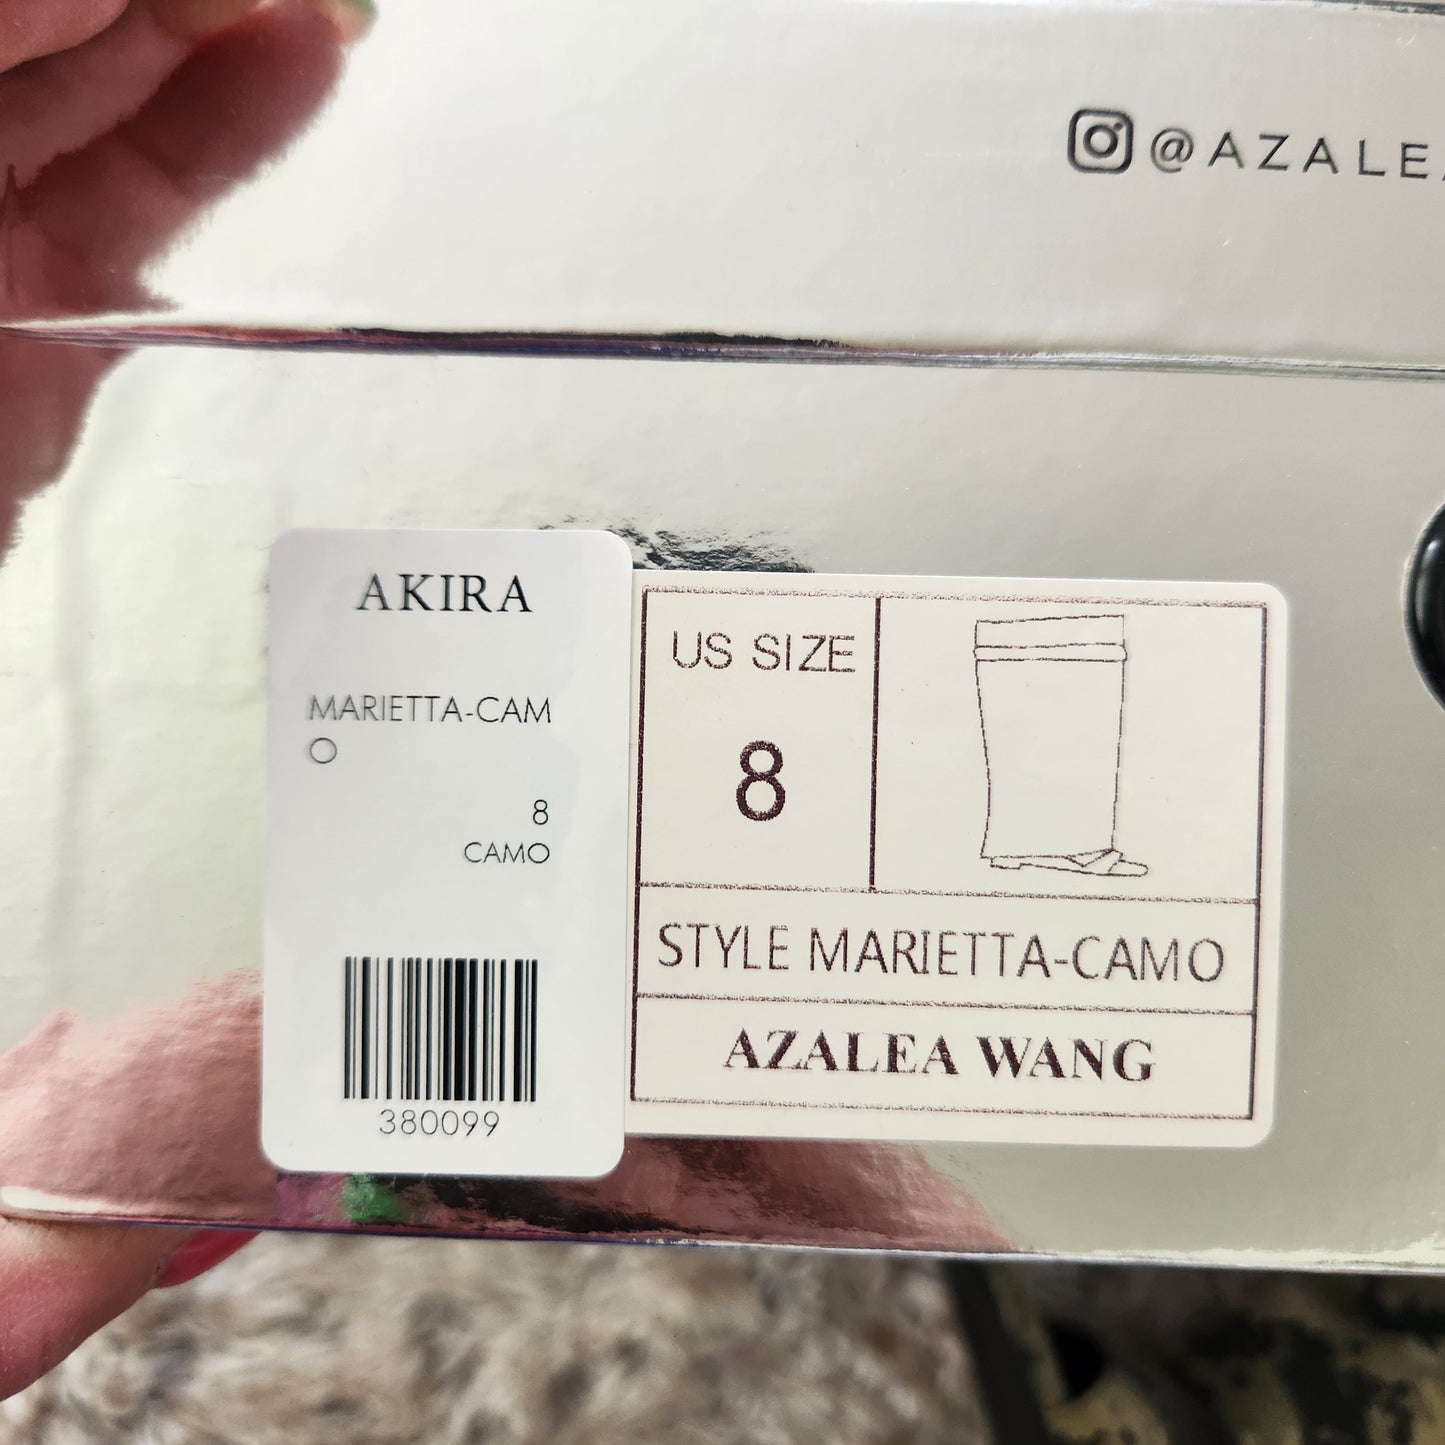 @AZALEA
AKIRA
MARIETTA-CAM
O
8
CAMO
380099
US SIZE
8
STYLE MARIETTA-CAMO
AZALEA WANG